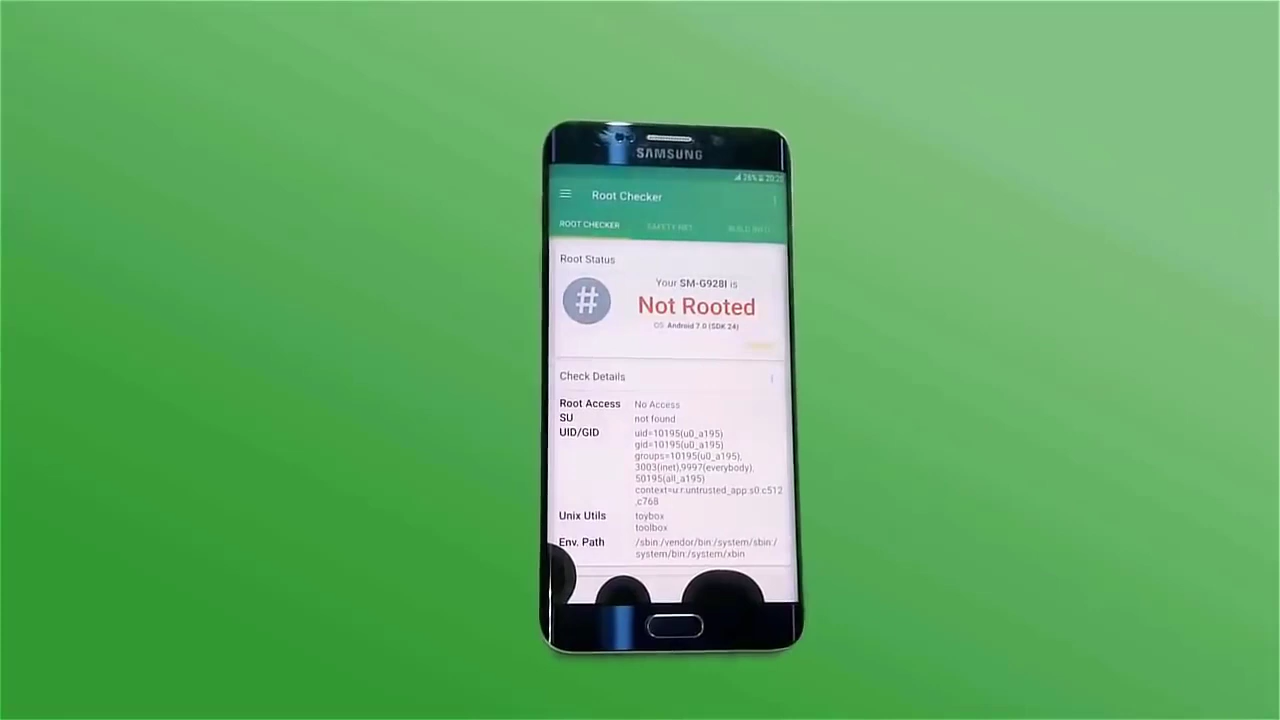 SAMSUNG
26% 20:20
Root Checker
ROOT CHECKER SAFETY NET BUILD INFO
Root Status
Your SM-G928I is
Not Rooted
OS: Android 7.0 (SDK 24)
Check Details
Root Access No Access
SU not found
UID/GID uid=10195(u0_a195)
gid=10195(u0_a195)
groups=10195(u0_a195),
3003(inet),9997(everybody),
50195(all_a195)
context=u:r:untrusted_app:s0:c512
,c768
Unix Utils toybox
toolbox
Env. Path /sbin:/vendor/bin:/system/sbin:/
system/bin:/system/xbin